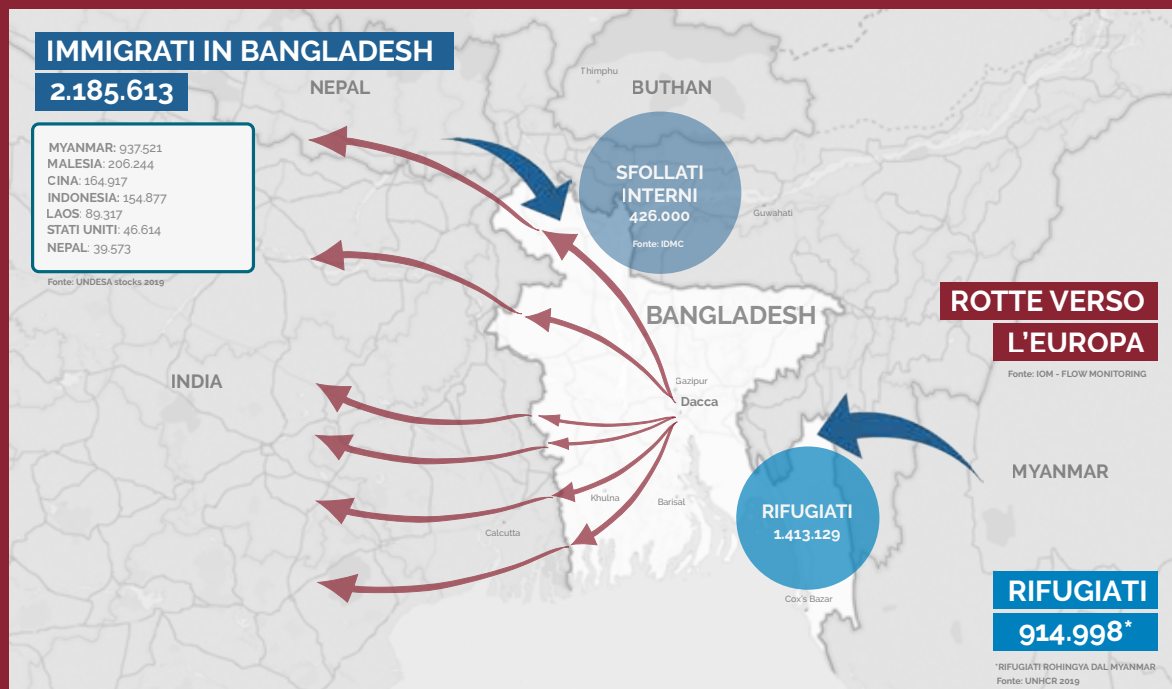 IMMIGRATI IN BANGLADESH
2.185.613
MYANMAR: 937.521
MALESIA: 206.244
CINA: 164.917
INDONESIA: 154.877
LAOS: 89.317
STATI UNITI: 46.614
NEPAL: 39.573
Fonte: UNDESA stocks 2019
NEPAL
Thimphu
BUTHAN
SFOLLATI
INTERNI
426.000
Fonte: IDMC
Guwahati
BANGLADESH
ROTTE VERSO
L'EUROPA
Fonte: IOM - FLOW MONITORING
INDIA
Gazipur
Dacca
MYANMAR
Khulna
Barisal
Calcutta
RIFUGIATI
1.413.129
Cox's Bazar
RIFUGIATI
914.998*
*RIFUGIATI ROHINGYA DAL MYANMAR
Fonte: UNHCR 2019